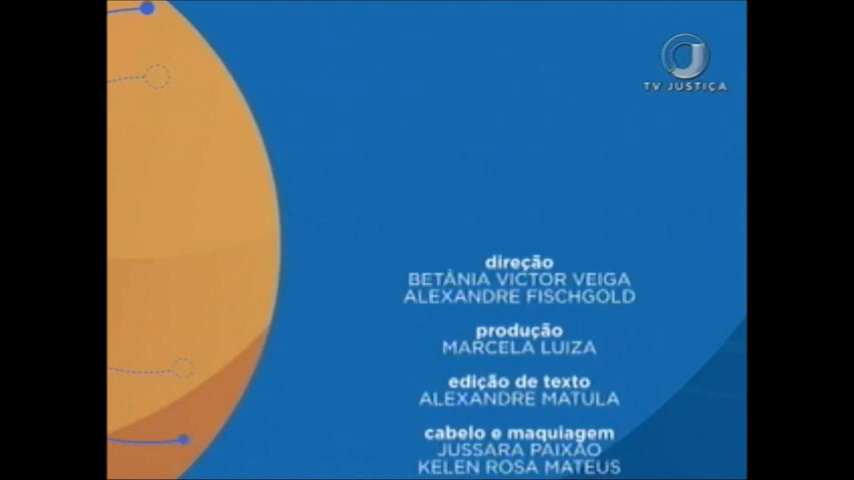 TV JUSTIÇA
direção
BETÂNIA VICTOR VEIGA
ALEXANDRE FISCHGOLD
produção
MARCELA LUIZA
edição de texto
ALEXANDRE MATULA
cabelo e maquiagem
JUSSARA PAIXÃO
KELEN ROSA MATEUS